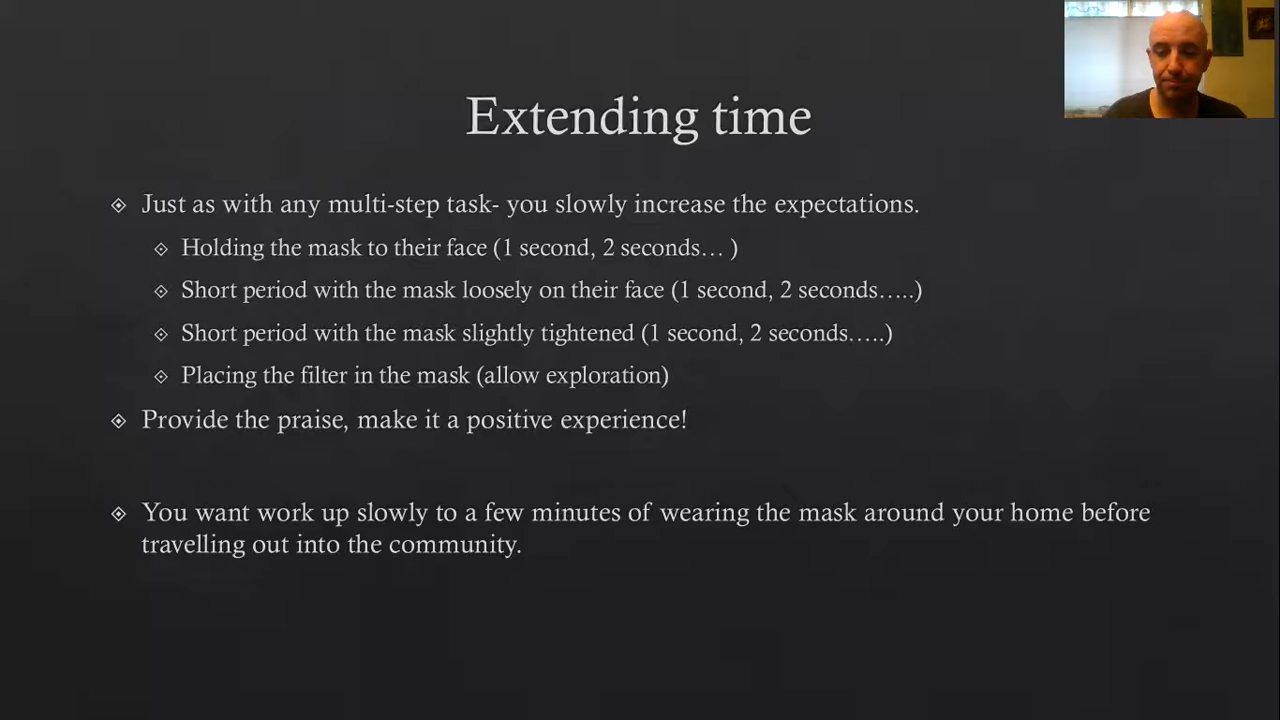 Extending time
Just as with any multi-step task- you slowly increase the expectations.
Holding the mask to their face (1 second, 2 seconds… )
Short period with the mask loosely on their face (1 second, 2 seconds…..)
Short period with the mask slightly tightened (1 second, 2 seconds…..)
Placing the filter in the mask (allow exploration)
Provide the praise, make it a positive experience!
You want work up slowly to a few minutes of wearing the mask around your home before
travelling out into the community.